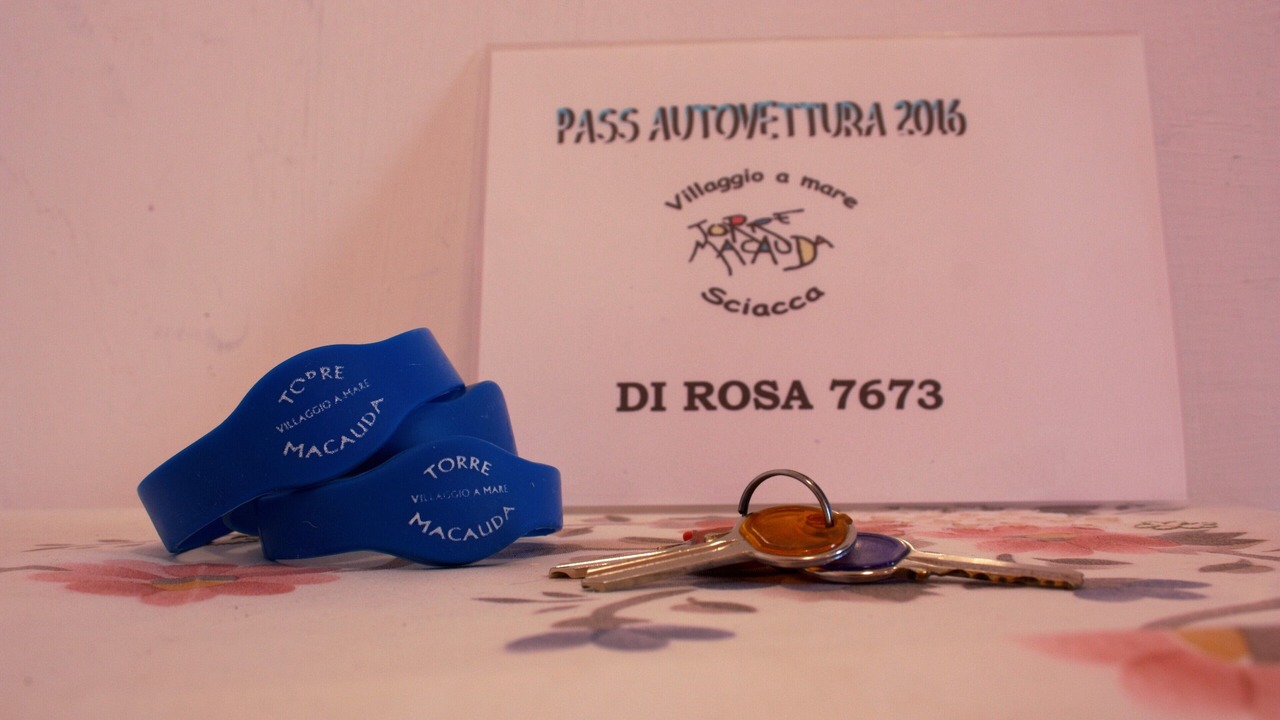 PASS AUTOVETTURA 2016
Villaggio a mare
TORRE
MACAUDA
Sciacca
DI ROSA 7673
TORRE
VILLAGGIO A MARE
MACAUDA
TORRE
VILLAGGIO A MARE
MACAUDA